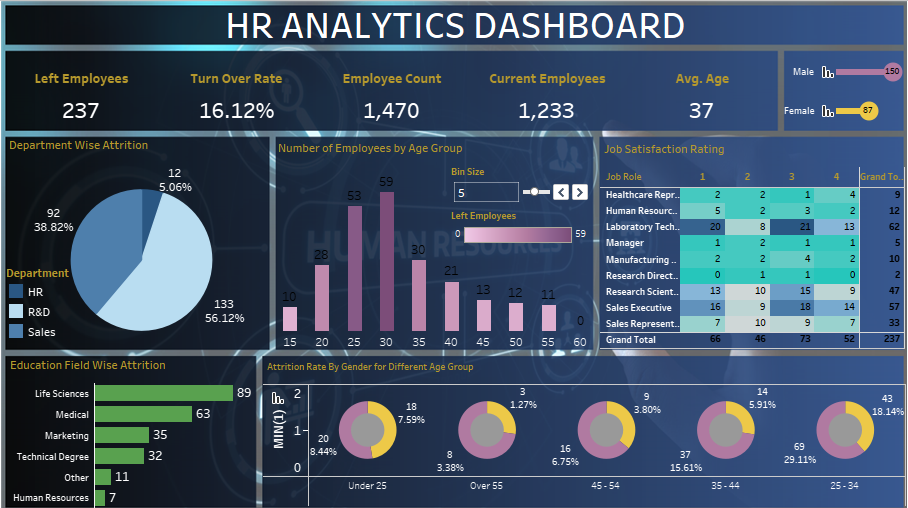 HR ANALYTICS DASHBOARD
Left Employees
237
Turn Over Rate
16.12%
Employee Count
1,470
Current Employees
1,233
Avg. Age
37
Male 150
Female 87
Department Wise Attrition
12
5.06%
92
38.82%
133
56.12%
Department
HR
R&D
Sales
Number of Employees by Age Group
Bin Size
5
Left Employees
0 59
10 28 53 59 30 21 13 12 11 0
15 20 25 30 35 40 45 50 55 60
HUMAN RESOURCES
Job Satisfaction Rating
Job Role 1 2 3 4 Grand To..
Healthcare Repr.. 2 2 1 4 9
Human Resourc.. 5 2 3 2 12
Laboratory Tech.. 20 8 21 13 62
Manager 1 2 1 1 5
Manufacturing .. 2 2 4 2 10
Research Direct.. 0 1 1 0 2
Research Scient.. 13 10 15 9 47
Sales Executive 16 9 18 14 57
Sales Represent.. 7 10 9 7 33
Grand Total 66 46 73 52 237
Education Field Wise Attrition
Life Sciences 89
Medical 63
Marketing 35
Technical Degree 32
Other 11
Human Resources 7
Attrition Rate By Gender for Different Age Group
MIN(1)
2
1
0
18
7.59%
20
8.44%
Under 25
3
1.27%
8
3.38%
Over 55
9
3.80%
16
6.75%
45 - 54
14
5.91%
37
15.61%
35 - 44
43
18.14%
69
29.11%
25 - 34